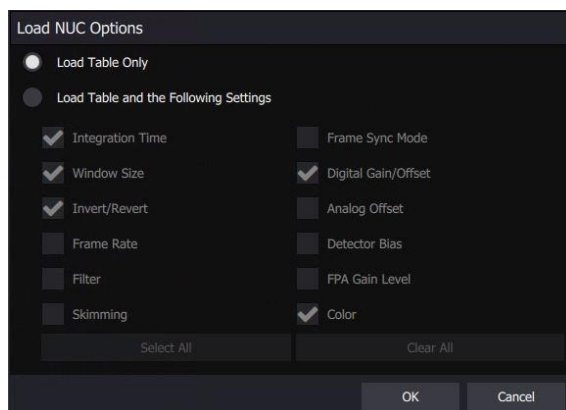 Load NUC Options
Load Table Only
Load Table and the Following Settings
Integration Time Frame Sync Mode
Window Size Digital Gain/Offset
Invert/Revert Analog Offset
Frame Rate Detector Bias
Filter FPA Gain Level
Skimming Color
Select All Clear All
OK Cancel